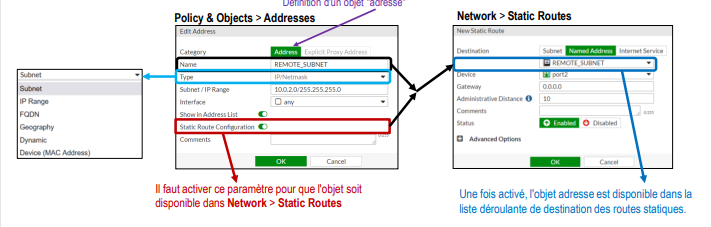 Définition d'un objet "adresse"
Policy & Objects > Addresses
Edit Address
Category Address Explicit Proxy Address
Name REMOTE_SUBNET
Type IP/Netmask
Subnet / IP Range 10.0.2.0/255.255.255.0
Interface any
Show in Address List
Static Route Configuration
Comments 0/255
OK Cancel
Subnet
Subnet
IP Range
FQDN
Geography
Dynamic
Device (MAC Address)
Il faut activer ce paramètre pour que l'objet soit
disponible dans Network > Static Routes
Network > Static Routes
New Static Route
Destination Subnet Named Address Internet Service
REMOTE_SUBNET
Device port2
Gateway 0.0.0.0
Administrative Distance 10
Comments 0/255
Status Enabled Disabled
Advanced Options
OK Cancel
Une fois activé, l'objet adresse est disponible dans la
liste déroulante de destination des routes statiques.